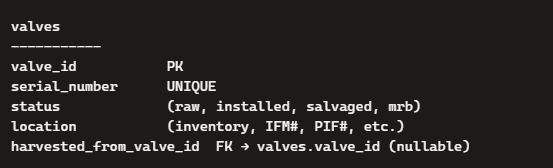 valves
-----------
valve_id           PK
serial_number      UNIQUE
status             (raw, installed, salvaged, mrb)
location           (inventory, IFM#, PIF#, etc.)
harvested_from_valve_id  FK → valves.valve_id (nullable)